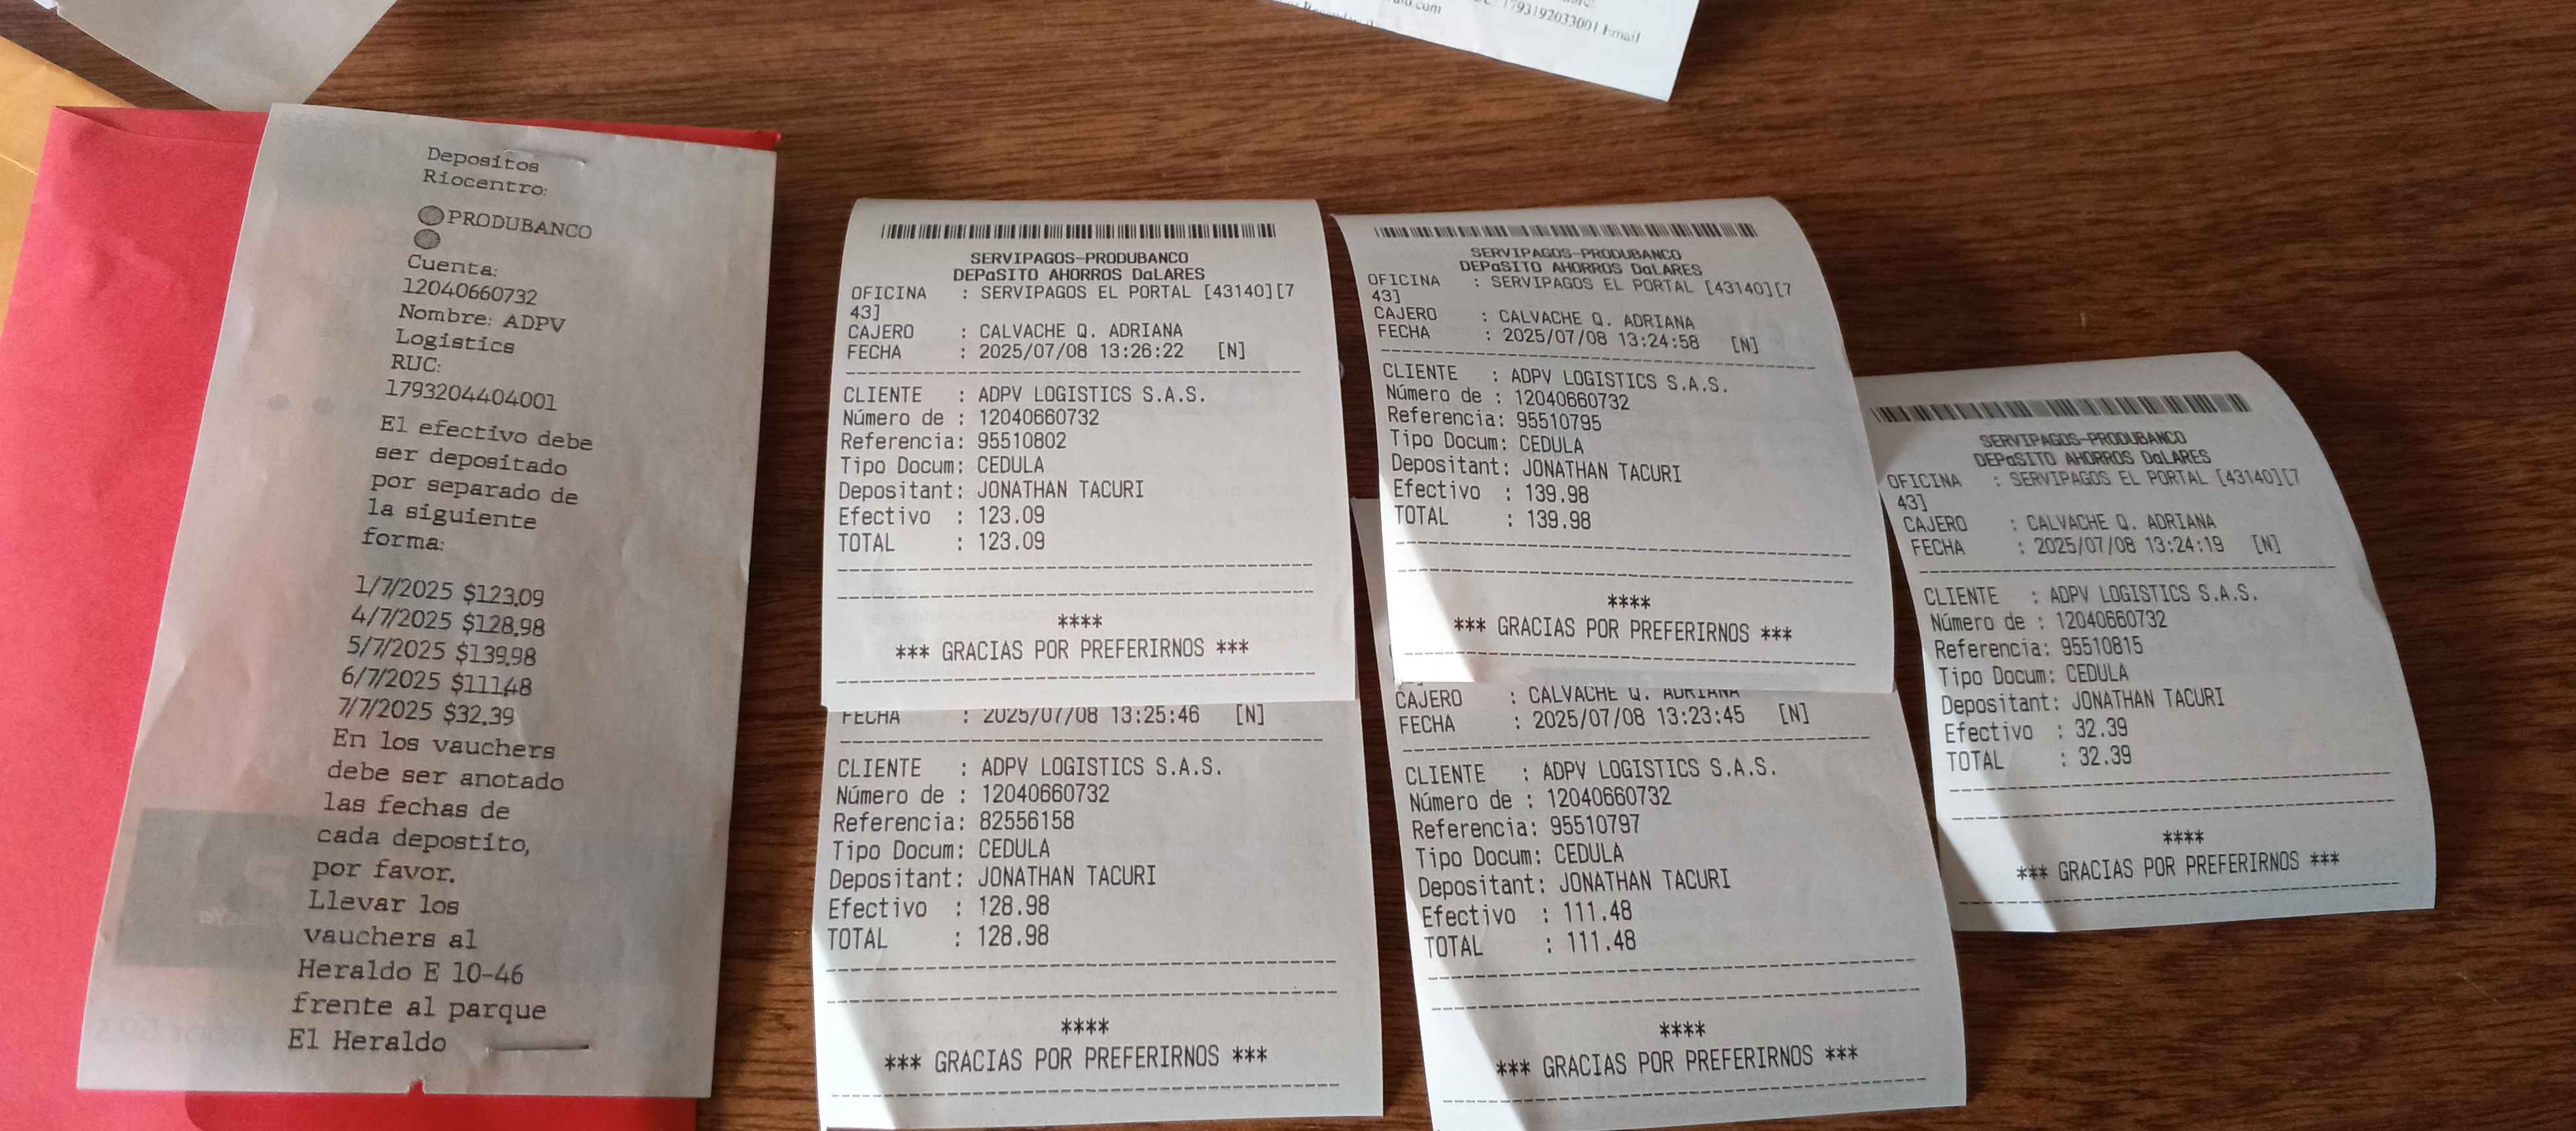 .com
1793192033001 Email
Depositos
Riocentro:
PRODUBANCO
Cuenta:
12040660732
Nombre: ADPV
Logistics
RUC:
1793204404001
El efectivo debe
ser depositado
por separado de
la siguiente
forma:
1/7/2025 $123.09
4/7/2025 $128.98
5/7/2025 $139.98
6/7/2025 $111.48
7/7/2025 $32.39
En los vauchers
debe ser anotado
las fechas de
cada depostito,
por favor.
Llevar los
vauchers al
Heraldo E 10-46
frente al parque
El Heraldo
SERVIPAGOS-PRODUBANCO
DEPaSITO AHORROS DaLARES
OFICINA : SERVIPAGOS EL PORTAL [43140][7
43]
CAJERO : CALVACHE Q. ADRIANA
FECHA : 2025/07/08 13:26:22 [N]
CLIENTE : ADPV LOGISTICS S.A.S.
Número de : 12040660732
Referencia: 95510802
Tipo Docum: CEDULA
Depositant: JONATHAN TACURI
Efectivo : 123.09
TOTAL : 123.09
****
*** GRACIAS POR PREFERIRNOS ***
FECHA : 2025/07/08 13:25:46 [N]
CLIENTE : ADPV LOGISTICS S.A.S.
Número de : 12040660732
Referencia: 82556158
Tipo Docum: CEDULA
Depositant: JONATHAN TACURI
Efectivo : 128.98
TOTAL : 128.98
****
*** GRACIAS POR PREFERIRNOS ***
SERVIPAGOS-PRODUBANCO
DEPaSITO AHORROS DaLARES
OFICINA : SERVIPAGOS EL PORTAL [43140][7
43]
CAJERO : CALVACHE Q. ADRIANA
FECHA : 2025/07/08 13:24:58 [N]
CLIENTE : ADPV LOGISTICS S.A.S.
Número de : 12040660732
Referencia: 95510795
Tipo Docum: CEDULA
Depositant: JONATHAN TACURI
Efectivo : 139.98
TOTAL : 139.98
****
*** GRACIAS POR PREFERIRNOS ***
CAJERO : CALVACHE Q. ADRIANA
FECHA : 2025/07/08 13:23:45 [N]
CLIENTE : ADPV LOGISTICS S.A.S.
Número de : 12040660732
Referencia: 95510797
Tipo Docum: CEDULA
Depositant: JONATHAN TACURI
Efectivo : 111.48
TOTAL : 111.48
****
*** GRACIAS POR PREFERIRNOS ***
SERVIPAGOS-PRODUBANCO
DEPaSITO AHORROS DaLARES
OFICINA : SERVIPAGOS EL PORTAL [43140][7
43]
CAJERO : CALVACHE Q. ADRIANA
FECHA : 2025/07/08 13:24:19 [N]
CLIENTE : ADPV LOGISTICS S.A.S.
Número de : 12040660732
Referencia: 95510815
Tipo Docum: CEDULA
Depositant: JONATHAN TACURI
Efectivo : 32.39
TOTAL : 32.39
****
*** GRACIAS POR PREFERIRNOS ***